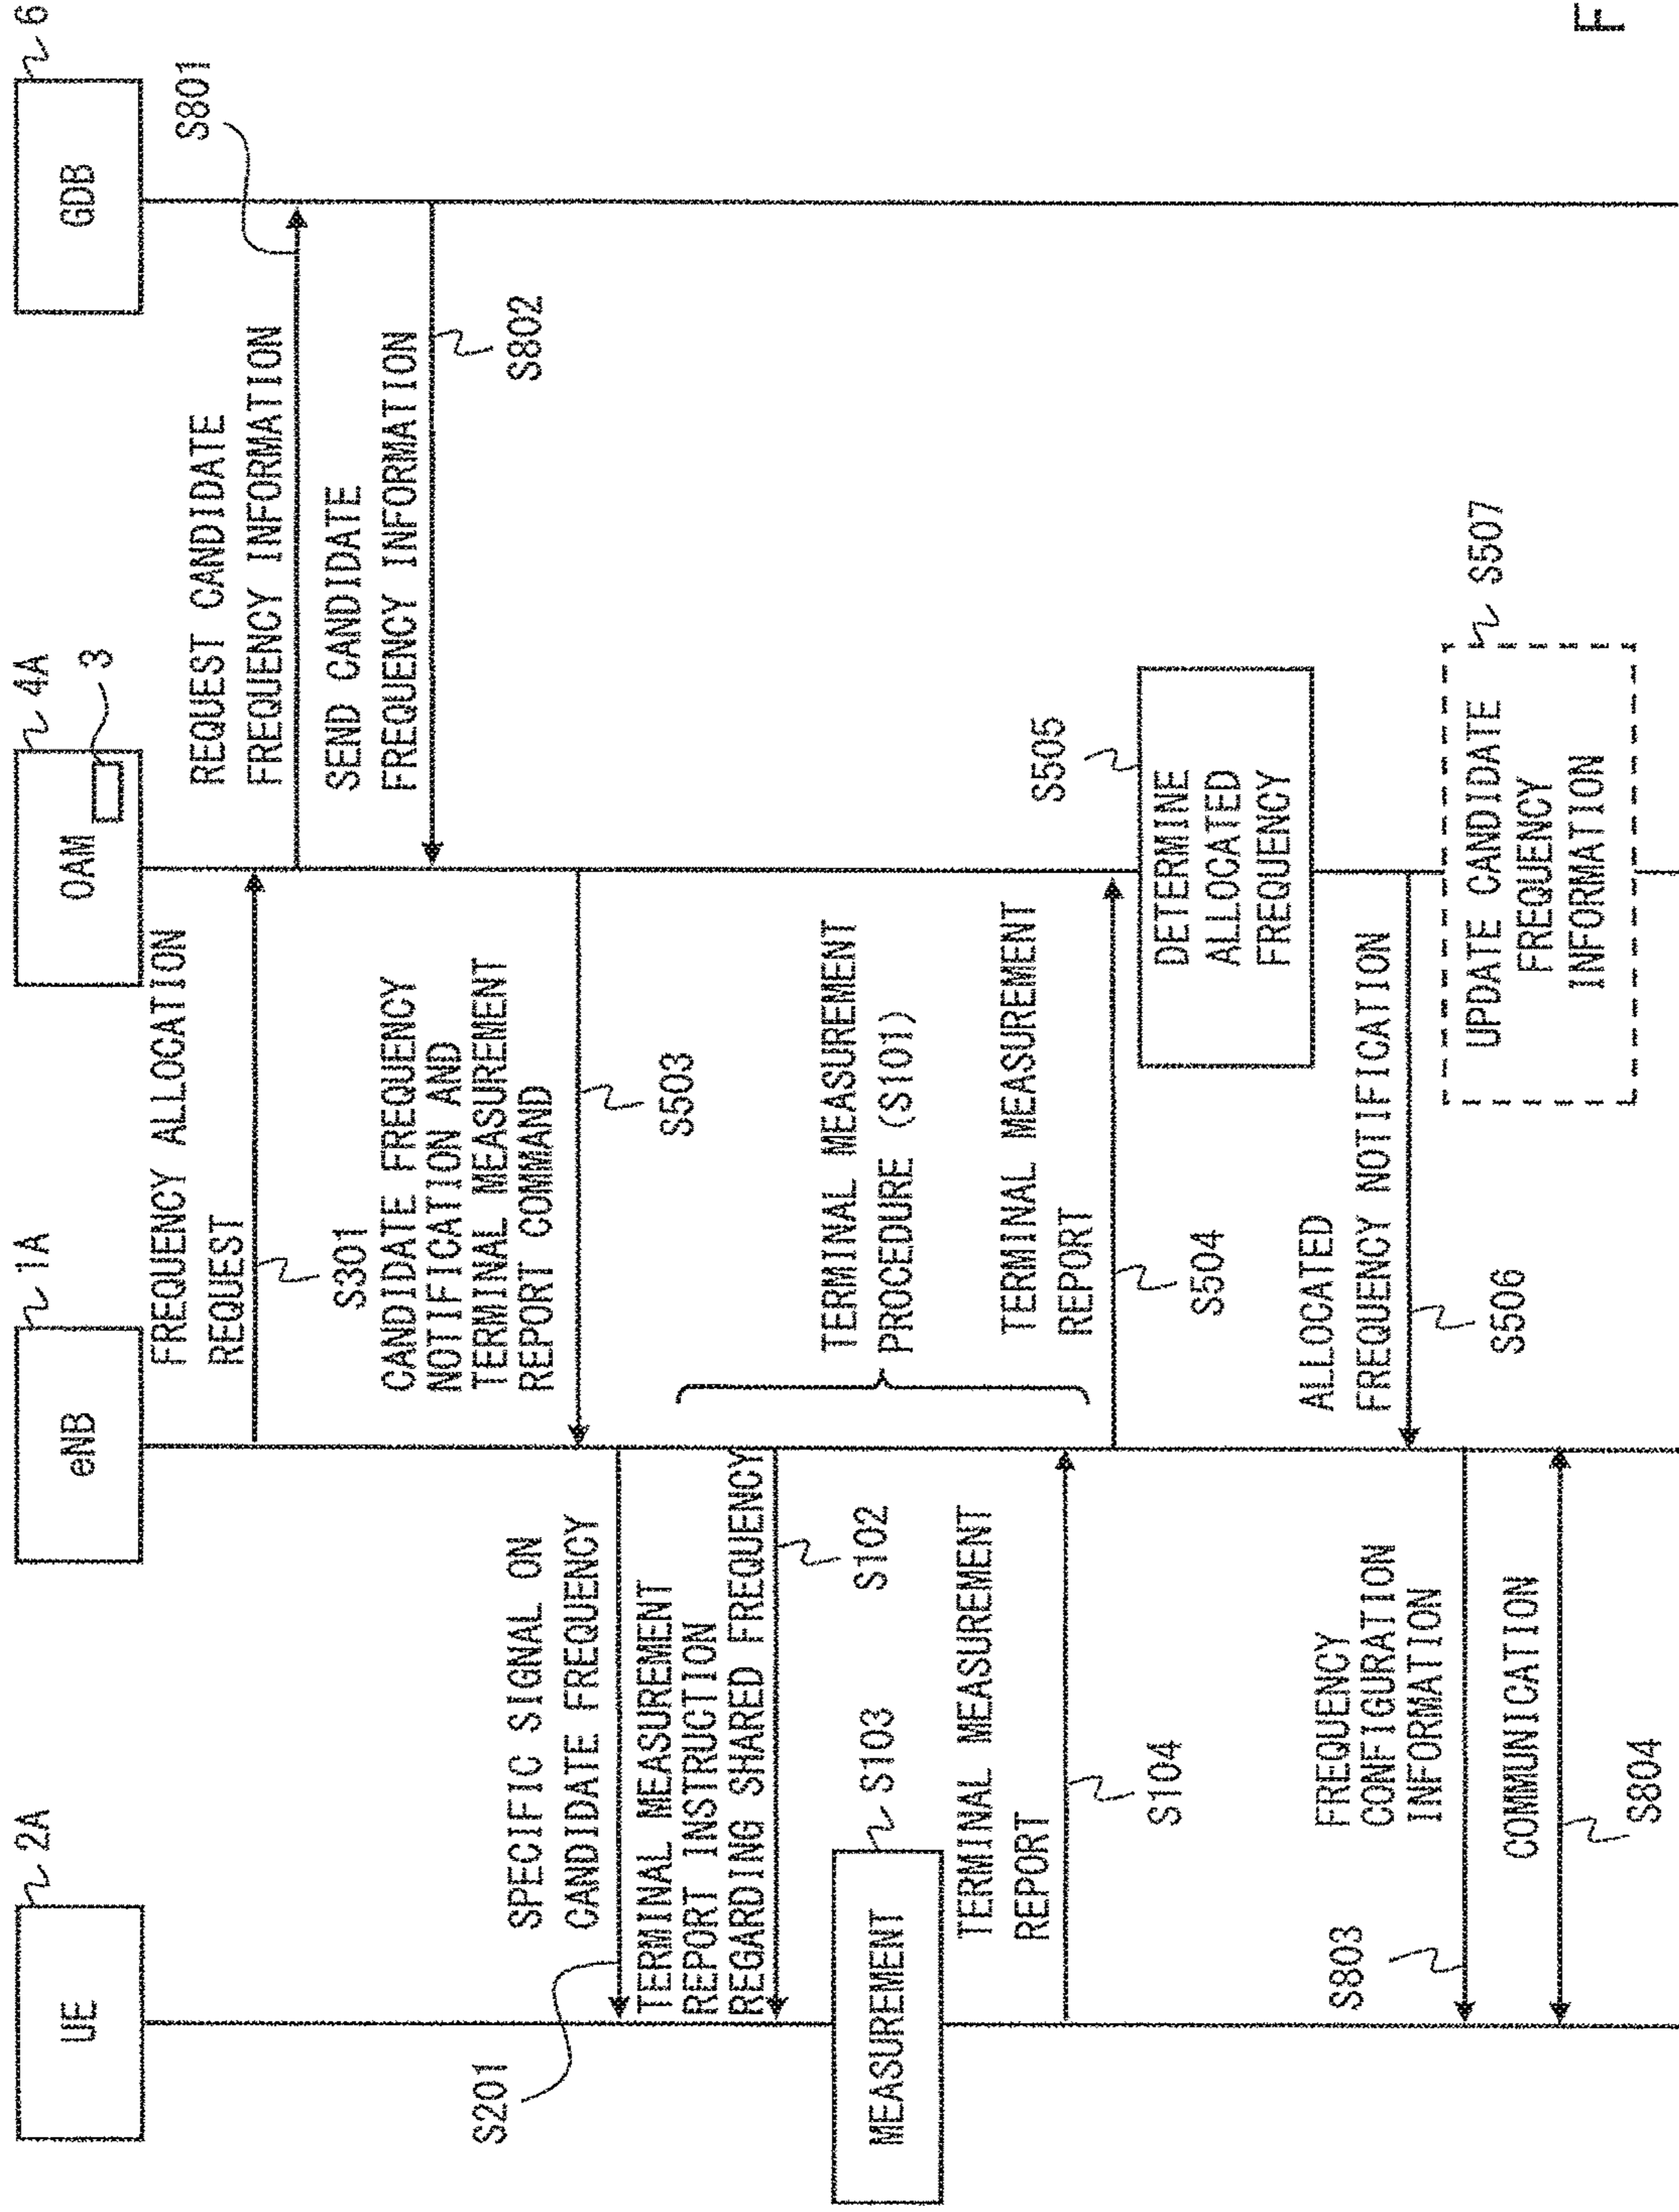 UE
2A
eNB
1A
OAM
4A
3
GDB
6
FREQUENCY ALLOCATION
REQUEST
S301
REQUEST CANDIDATE
FREQUENCY INFORMATION
S801
SEND CANDIDATE
FREQUENCY INFORMATION
S802
CANDIDATE FREQUENCY
NOTIFICATION AND
TERMINAL MEASUREMENT
REPORT COMMAND
S503
SPECIFIC SIGNAL ON
CANDIDATE FREQUENCY
S201
TERMINAL MEASUREMENT
REPORT INSTRUCTION
REGARDING SHARED FREQUENCY
S102
TERMINAL MEASUREMENT
PROCEDURE (S101)
MEASUREMENT
S103
TERMINAL MEASUREMENT
REPORT
S104
TERMINAL MEASUREMENT
REPORT
S504
DETERMINE
ALLOCATED
FREQUENCY
S505
ALLOCATED
FREQUENCY NOTIFICATION
S506
UPDATE CANDIDATE
FREQUENCY
INFORMATION
S507
FREQUENCY
CONFIGURATION
INFORMATION
S803
COMMUNICATION
S804
F